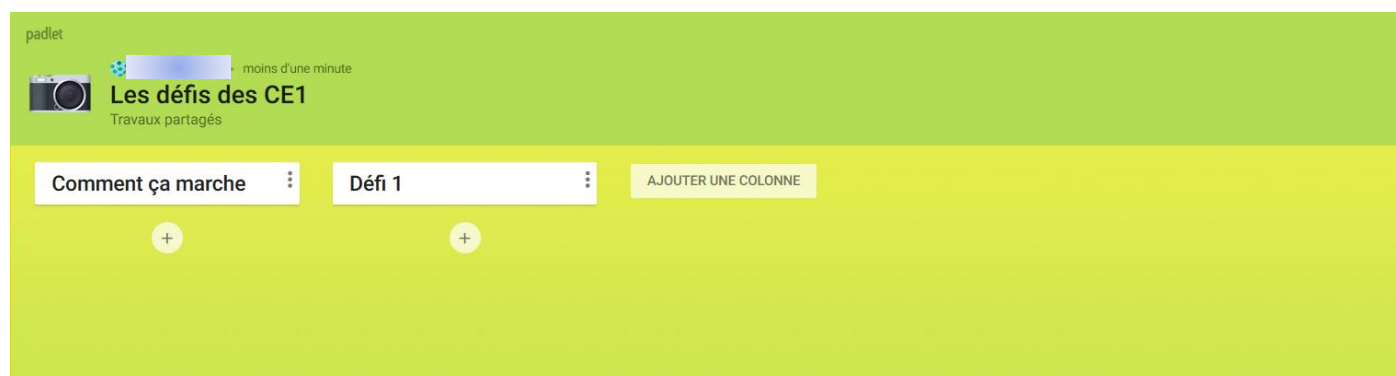 padlet
moins d'une minute
Les défis des CE1
Travaux partagés
Comment ça marche
Défi 1
AJOUTER UNE COLONNE